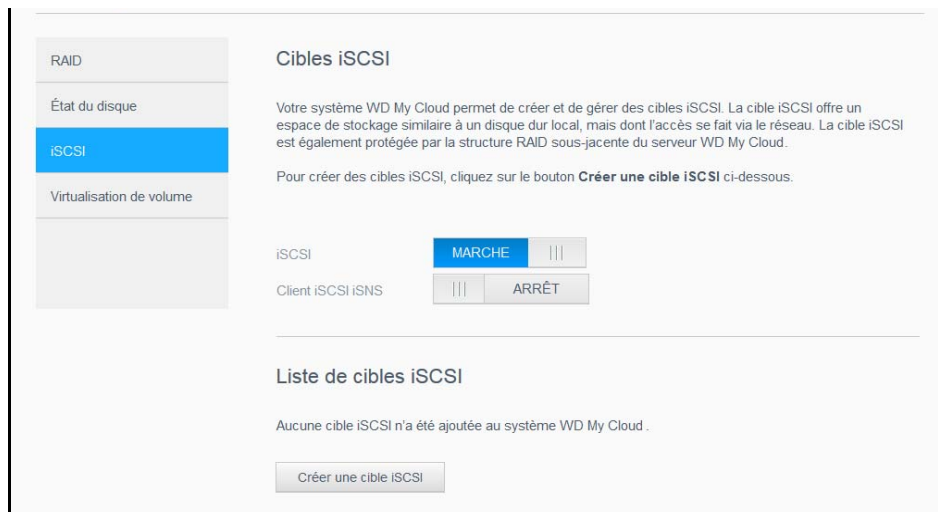 RAID
État du disque
iSCSI
Virtualisation de volume
Cibles iSCSI
Votre système WD My Cloud permet de créer et de gérer des cibles iSCSI. La cible iSCSI offre un
espace de stockage similaire à un disque dur local, mais dont l'accès se fait via le réseau. La cible iSCSI
est également protégée par la structure RAID sous-jacente du serveur WD My Cloud.
Pour créer des cibles iSCSI, cliquez sur le bouton Créer une cible iSCSI ci-dessous.
iSCSI MARCHE
Client iSCSI iSNS ARRÊT
Liste de cibles iSCSI
Aucune cible iSCSI n'a été ajoutée au système WD My Cloud .
Créer une cible iSCSI